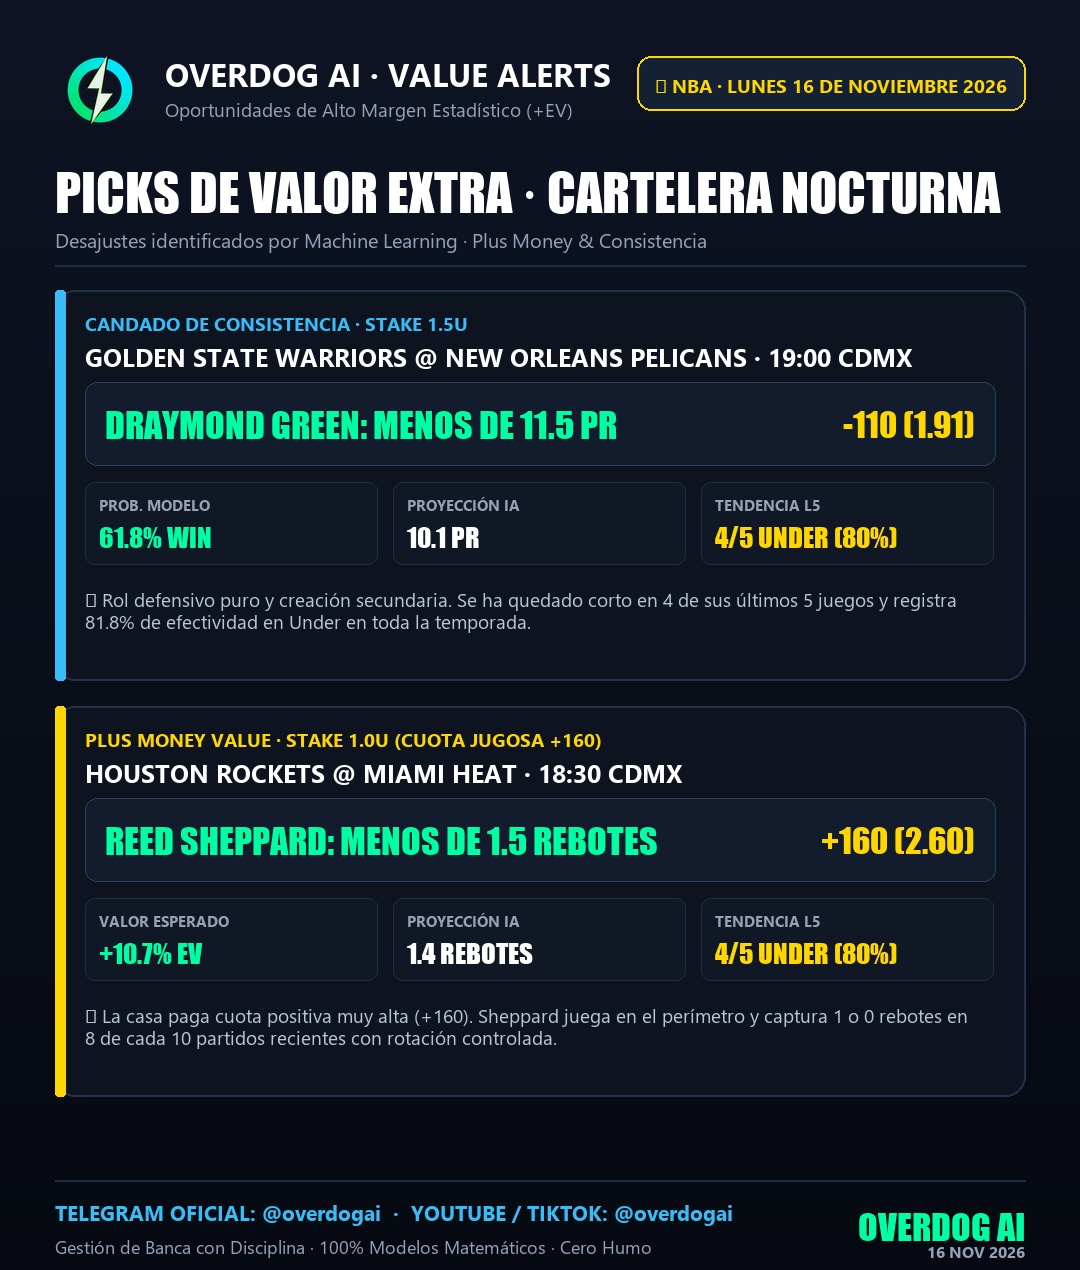 OVERDOG AI · VALUE ALERTS
Oportunidades de Alto Margen Estadístico (+EV)
NBA · LUNES 16 DE NOVIEMBRE 2026
PICKS DE VALOR EXTRA · CARTELERA NOCTURNA
Desajustes identificados por Machine Learning · Plus Money & Consistencia
CANDADO DE CONSISTENCIA · STAKE 1.5U
GOLDEN STATE WARRIORS @ NEW ORLEANS PELICANS · 19:00 CDMX
DRAYMOND GREEN: MENOS DE 11.5 PR
-110 (1.91)
PROB. MODELO
61.8% WIN
PROYECCIÓN IA
10.1 PR
TENDENCIA L5
4/5 UNDER (80%)
Rol defensivo puro y creación secundaria. Se ha quedado corto en 4 de sus últimos 5 juegos y registra
81.8% de efectividad en Under en toda la temporada.
PLUS MONEY VALUE · STAKE 1.0U (CUOTA JUGOSA +160)
HOUSTON ROCKETS @ MIAMI HEAT · 18:30 CDMX
REED SHEPPARD: MENOS DE 1.5 REBOTES
+160 (2.60)
VALOR ESPERADO
+10.7% EV
PROYECCIÓN IA
1.4 REBOTES
TENDENCIA L5
4/5 UNDER (80%)
La casa paga cuota positiva muy alta (+160). Sheppard juega en el perímetro y captura 1 o 0 rebotes en
8 de cada 10 partidos recientes con rotación controlada.
TELEGRAM OFICIAL: @overdogai · YOUTUBE / TIKTOK: @overdogai
Gestión de Banca con Disciplina · 100% Modelos Matemáticos · Cero Humo
OVERDOG AI
16 NOV 2026